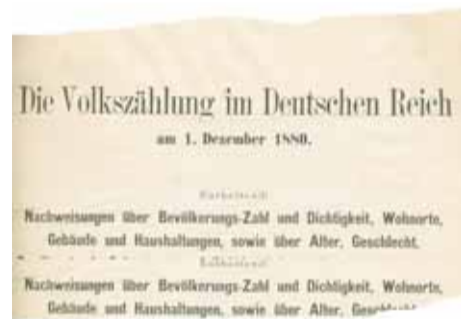 Die Volkszählung im Deutschen Reich
am 1. Dezember 1880.
Nachweisungen über Bevölkerungs-Zahl und Dichtigkeit, Wohnorte,
Gebäude und Haushaltungen, sowie über Alter, Geschlecht,
Nachweisungen über Bevölkerungs-Zahl und Dichtigkeit, Wohnorte,
Gebäude und Haushaltungen, sowie über Alter,